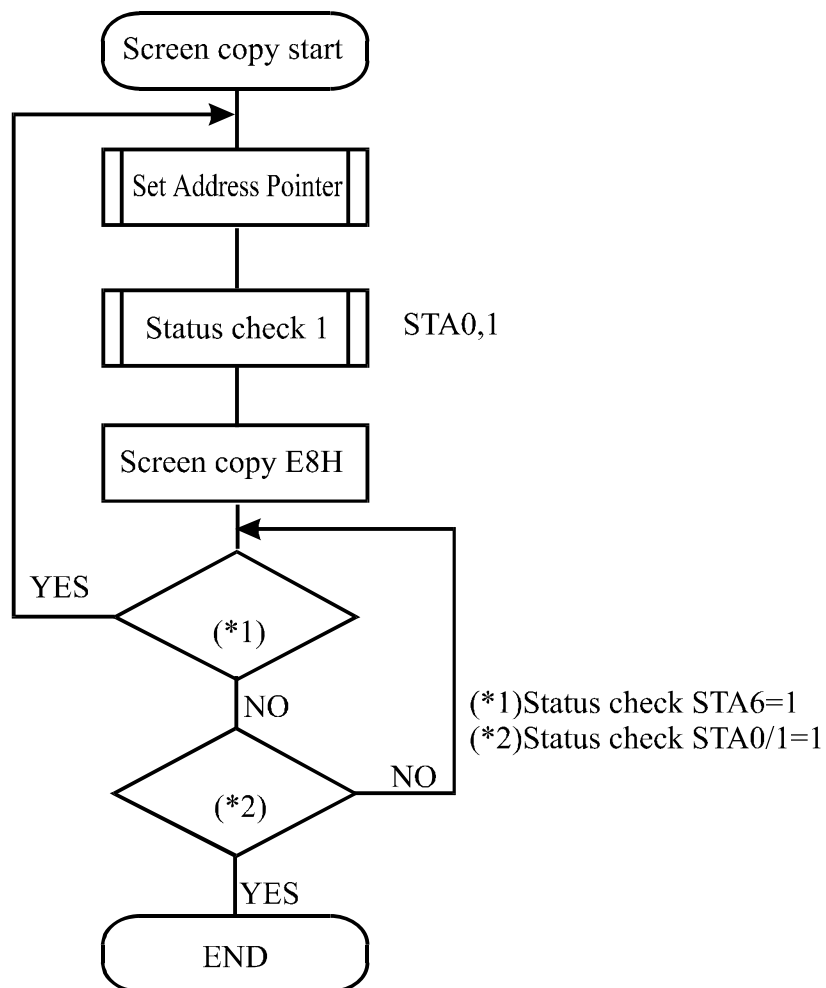 Screen copy start
Set Address Pointer
Status check 1
STA0,1
Screen copy E8H
YES
(*1)
NO
(*1)Status check STA6=1
(*2)Status check STA0/1=1
NO
(*2)
YES
END